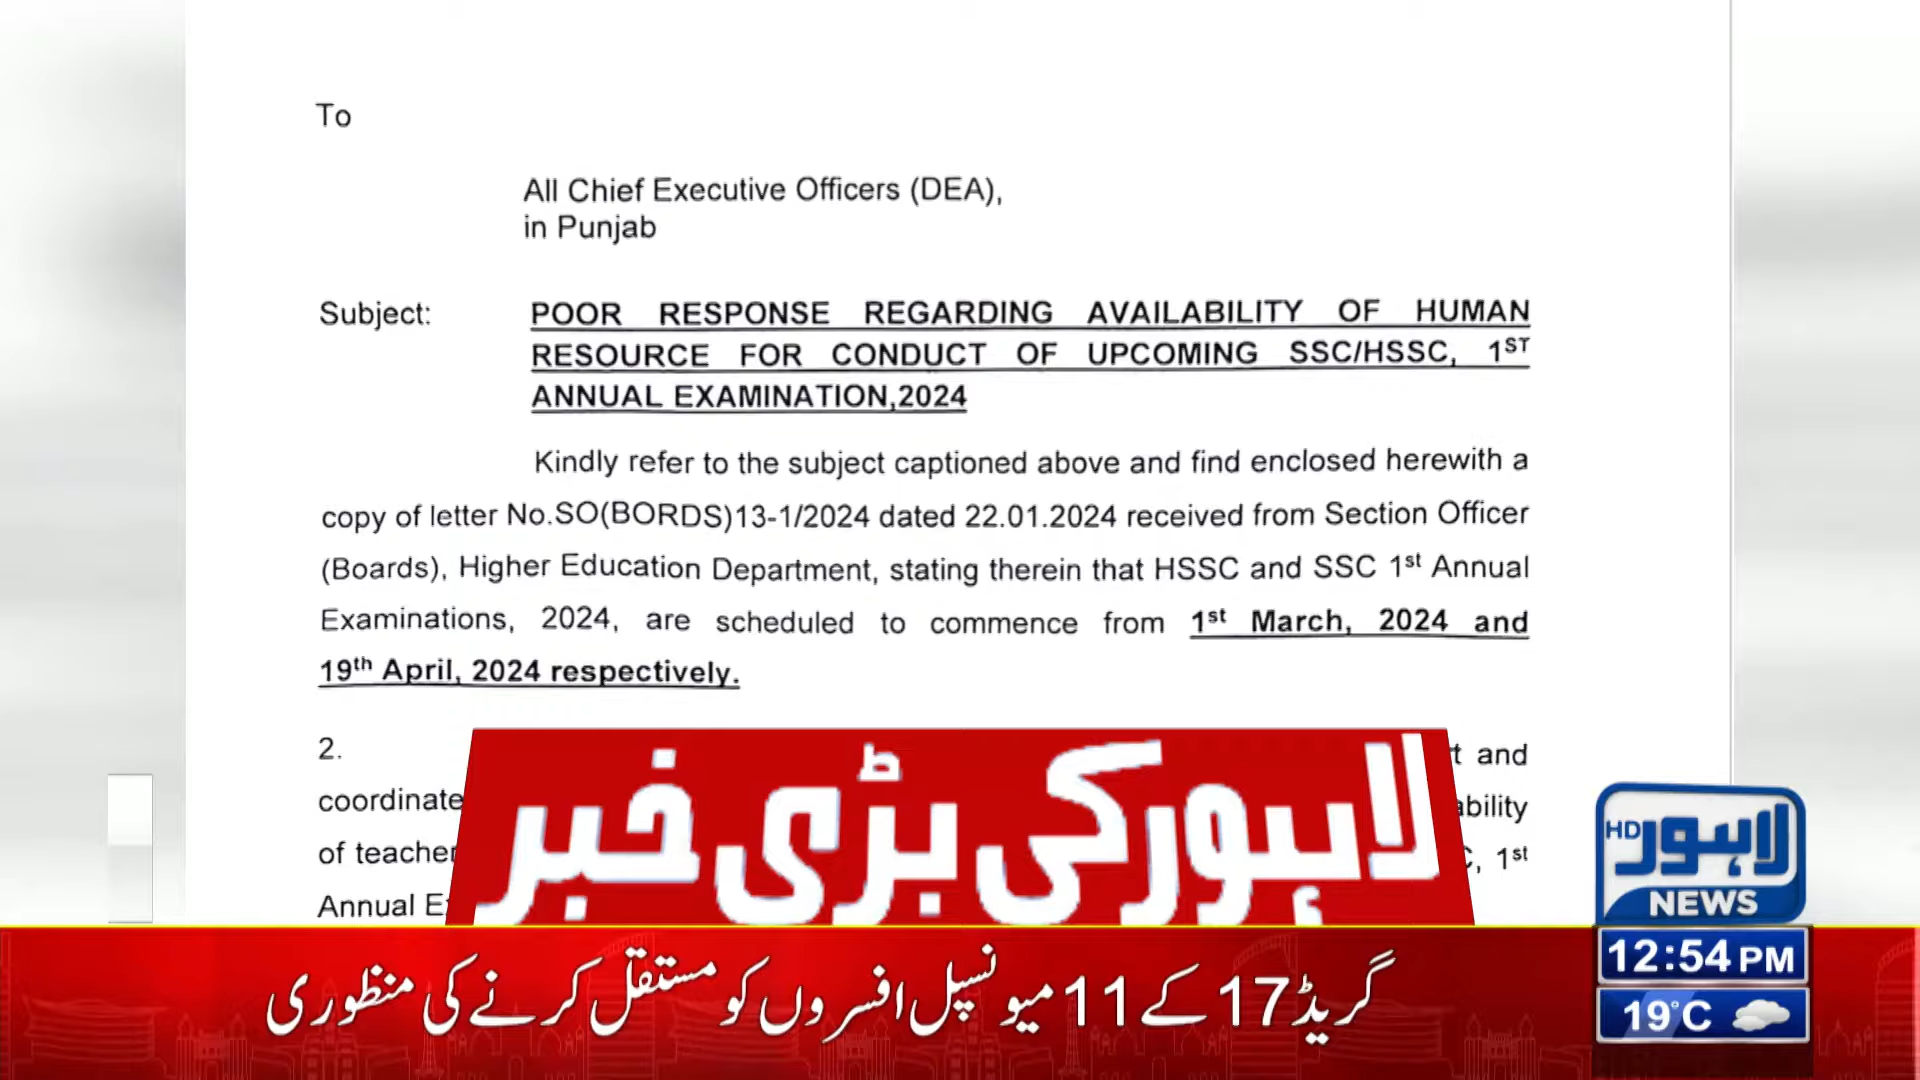 To
All Chief Executive Officers (DEA),
in Punjab
Subject:
POOR RESPONSE REGARDING AVAILABILITY OF HUMAN
RESOURCE FOR CONDUCT OF UPCOMING SSC/HSSC, 1ST
ANNUAL EXAMINATION,2024
Kindly refer to the subject captioned above and find enclosed herewith a
copy of letter No.SO(BORDS)13-1/2024 dated 22.01.2024 received from Section Officer
(Boards), Higher Education Department, stating therein that HSSC and SSC 1st Annual
Examinations, 2024, are scheduled to commence from 1st March, 2024 and
19th April, 2024 respectively.
2. and
coordinate
of teacher 1st
Annual
لاہور کی بڑی خبر
گریڈ 17 کے 11 میونسپل افسروں کو مستقل کرنے کی منظوری
لاہور HD
NEWS
12:54 PM
19°C